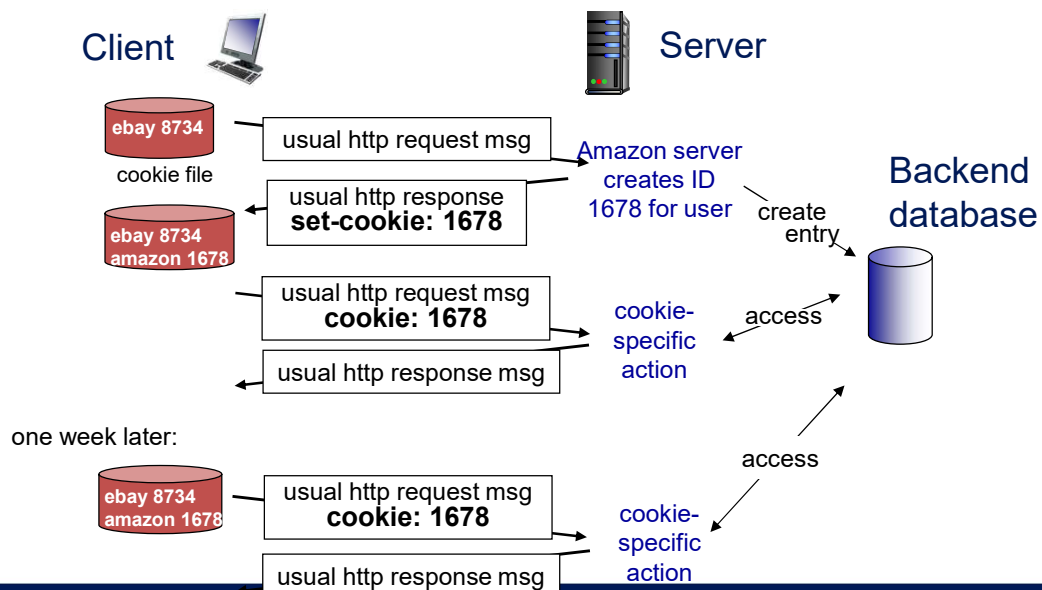 Client
Server
ebay 8734
cookie file
usual http request msg
Amazon server
creates ID
1678 for user
Backend
database
create
entry
usual http response
set-cookie: 1678
ebay 8734
amazon 1678
usual http request msg
cookie: 1678
cookie-
specific
action
access
usual http response msg
one week later:
access
ebay 8734
amazon 1678
usual http request msg
cookie: 1678
cookie-
specific
action
usual http response msg